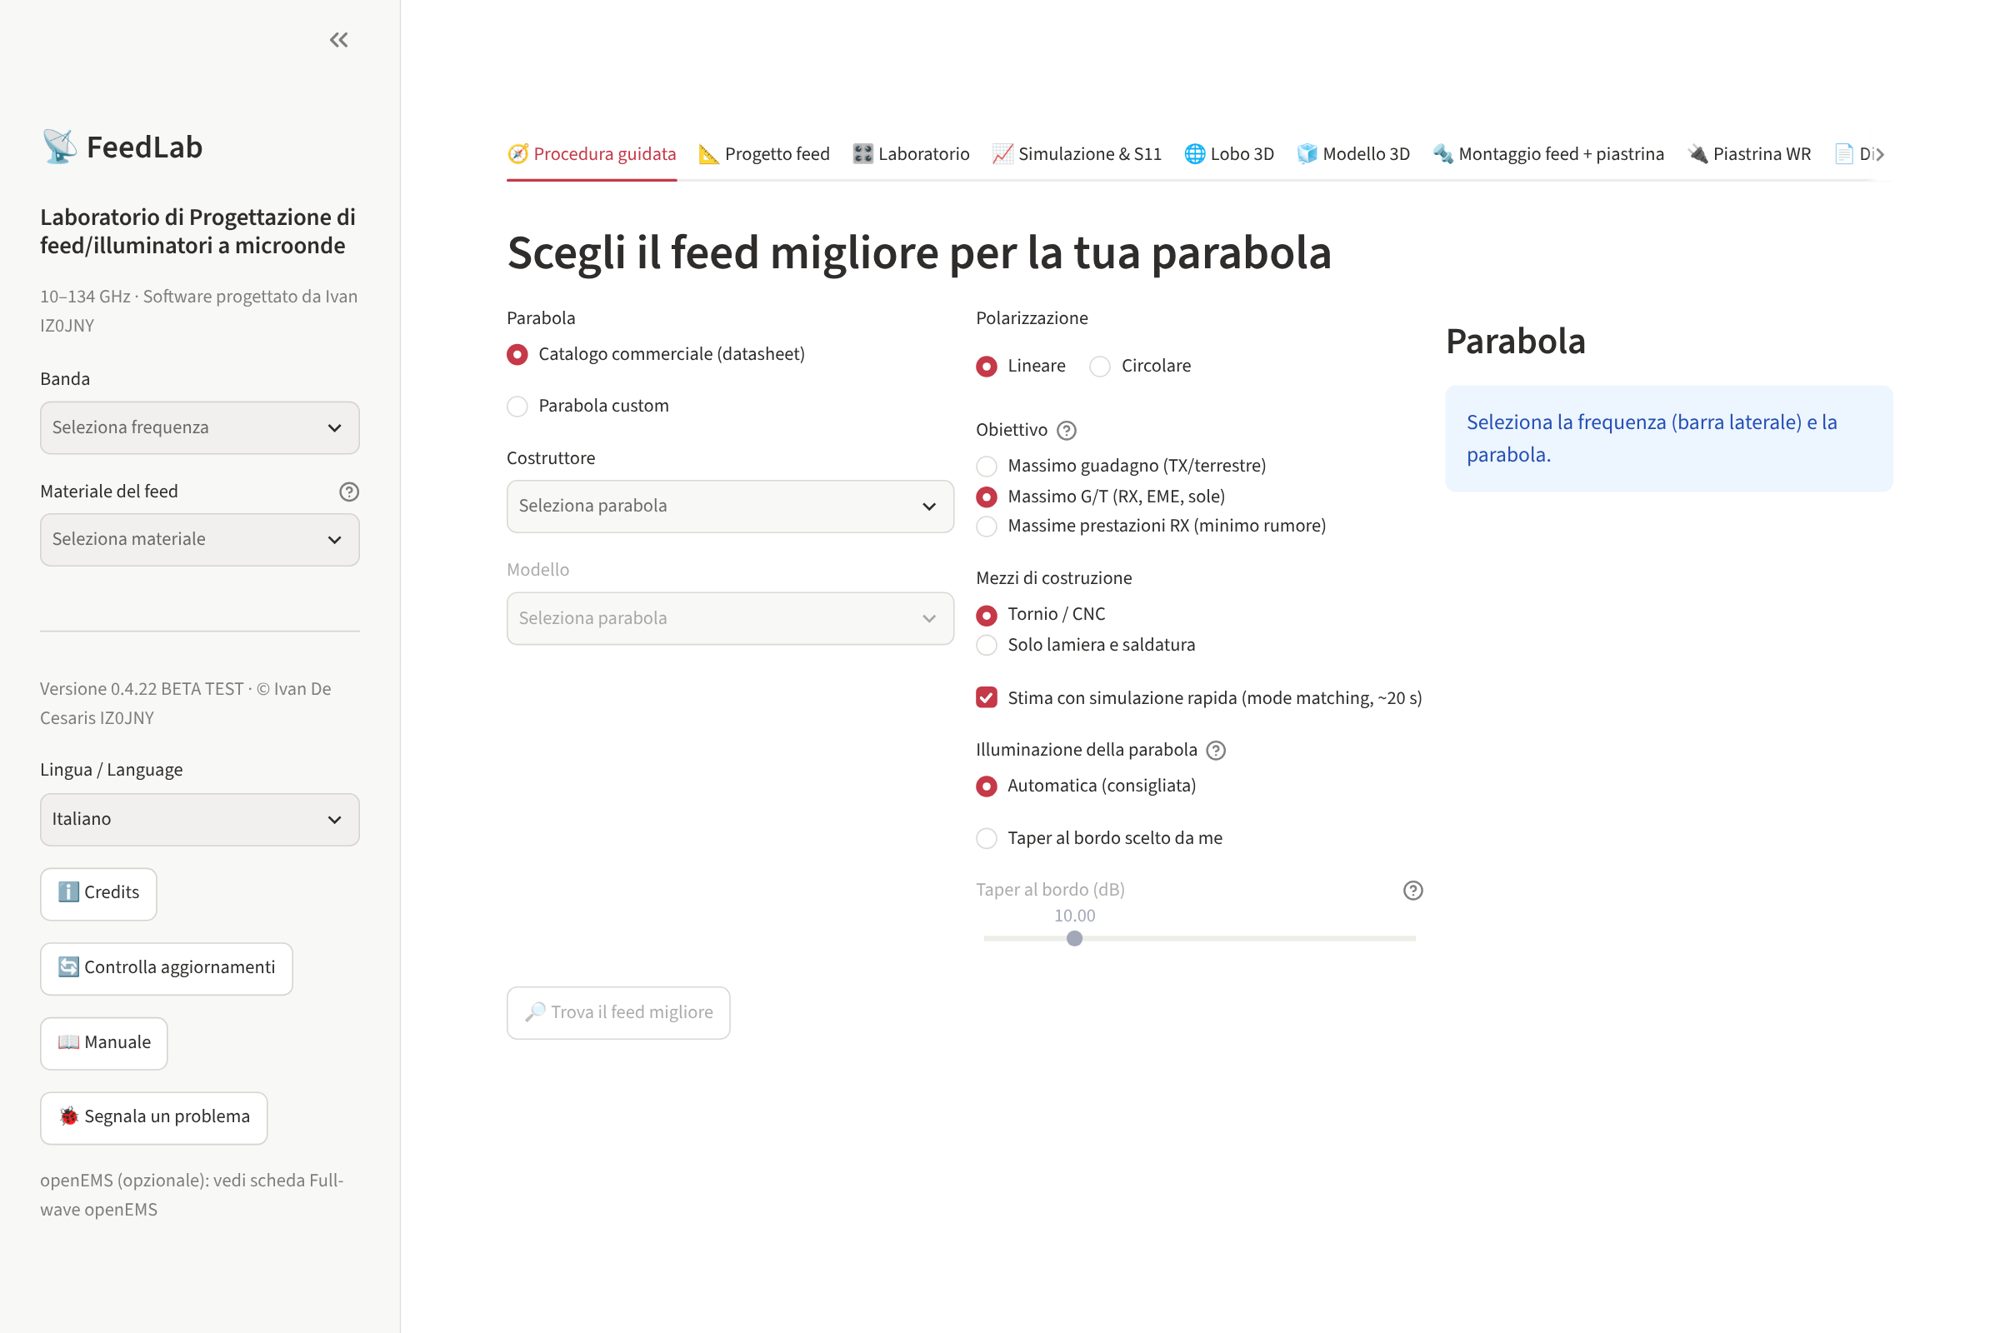 FeedLab
Laboratorio di Progettazione di
feed/illuminatori a microonde
10–134 GHz · Software progettato da Ivan
IZ0JNY
Banda
Seleziona frequenza
Materiale del feed
Seleziona materiale
Versione 0.4.22 BETA TEST · © Ivan De
Cesaris IZ0JNY
Lingua / Language
Italiano
Credits
Controlla aggiornamenti
Manuale
Segnala un problema
openEMS (opzionale): vedi scheda Full-
wave openEMS
Procedura guidata
Progetto feed
Laboratorio
Simulazione & S11
Lobo 3D
Modello 3D
Montaggio feed + piastrina
Piastrina WR
Scegli il feed migliore per la tua parabola
Parabola
Catalogo commerciale (datasheet)
Parabola custom
Costruttore
Seleziona parabola
Modello
Seleziona parabola
Trova il feed migliore
Polarizzazione
Lineare
Circolare
Obiettivo
Massimo guadagno (TX/terrestre)
Massimo G/T (RX, EME, sole)
Massime prestazioni RX (minimo rumore)
Mezzi di costruzione
Tornio / CNC
Solo lamiera e saldatura
Stima con simulazione rapida (mode matching, ~20 s)
Illuminazione della parabola
Automatica (consigliata)
Taper al bordo scelto da me
Taper al bordo (dB)
10.00
Parabola
Seleziona la frequenza (barra laterale) e la
parabola.